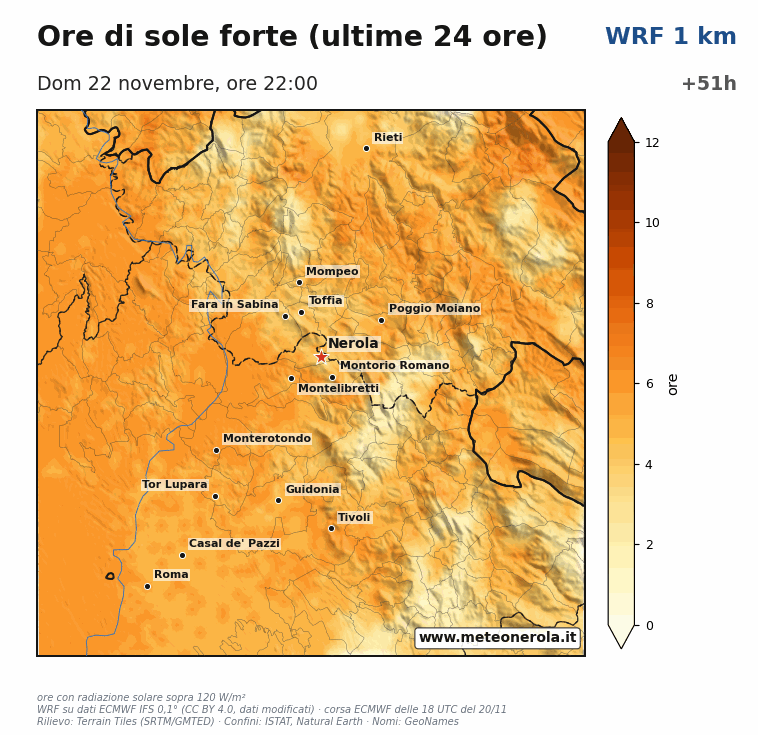 Ore di sole forte (ultime 24 ore)
WRF 1 km
Dom 22 novembre, ore 22:00
+51h
Rieti
Mompeo
Toffia
Fara in Sabina
Poggio Moiano
Nerola
Montorio Romano
Montelibretti
Monterotondo
Tor Lupara
Guidonia
Tivoli
Casal de' Pazzi
Roma
www.meteonerola.it
12
10
8
6
4
2
0
ore
ore con radiazione solare sopra 120 W/m²
WRF su dati ECMWF IFS 0,1° (CC BY 4.0, dati modificati) · corsa ECMWF delle 18 UTC del 20/11
Rilievo: Terrain Tiles (SRTM/GMTED) · Confini: ISTAT, Natural Earth · Nomi: GeoNames